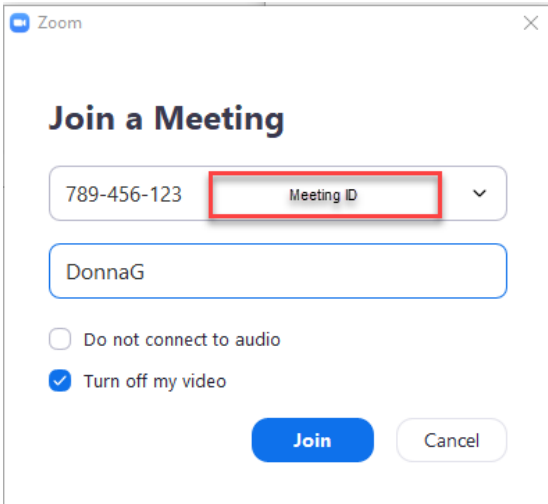 Zoom
Join a Meeting
789-456-123 Meeting ID
DonnaG
Do not connect to audio
Turn off my video
Join Cancel